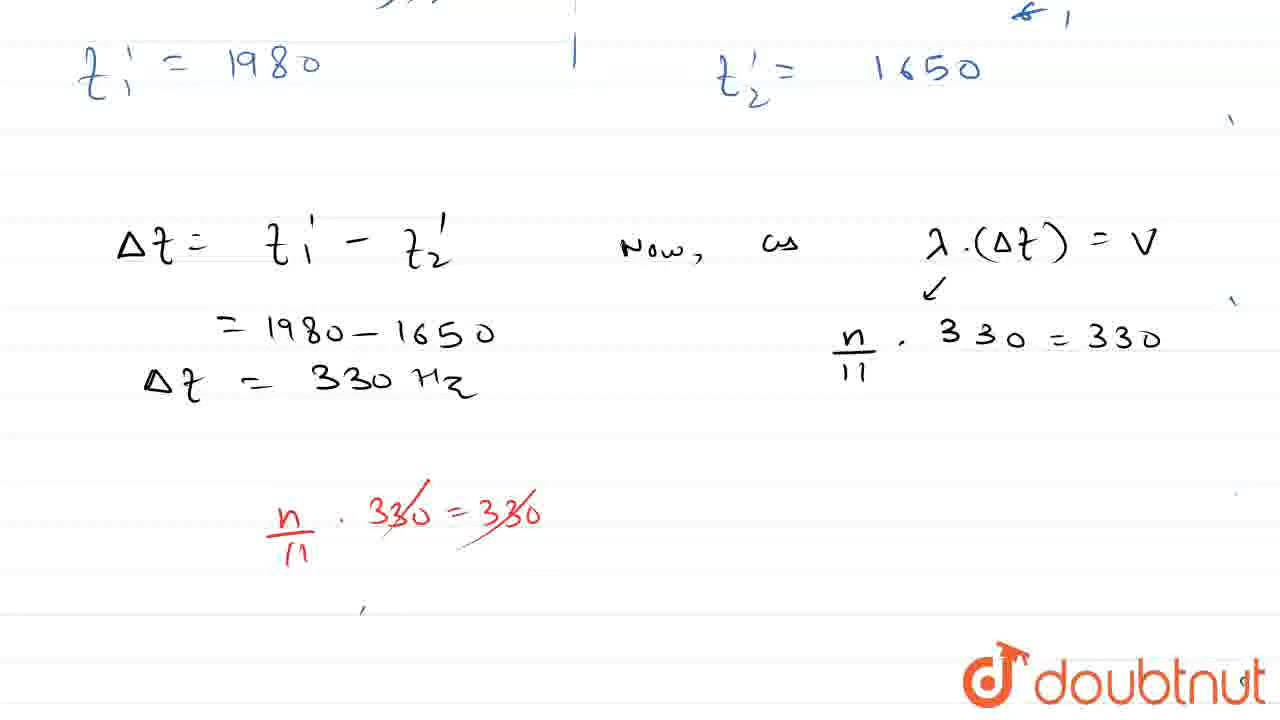 f₁' = 1980
f₂' = 1650
Δf = f₁' - f₂'
Now, as λ.(Δf) = V
= 1980 - 1650
n/11 . 330 = 330
Δf = 330 Hz
n/11 . 330 = 330
doubtnut